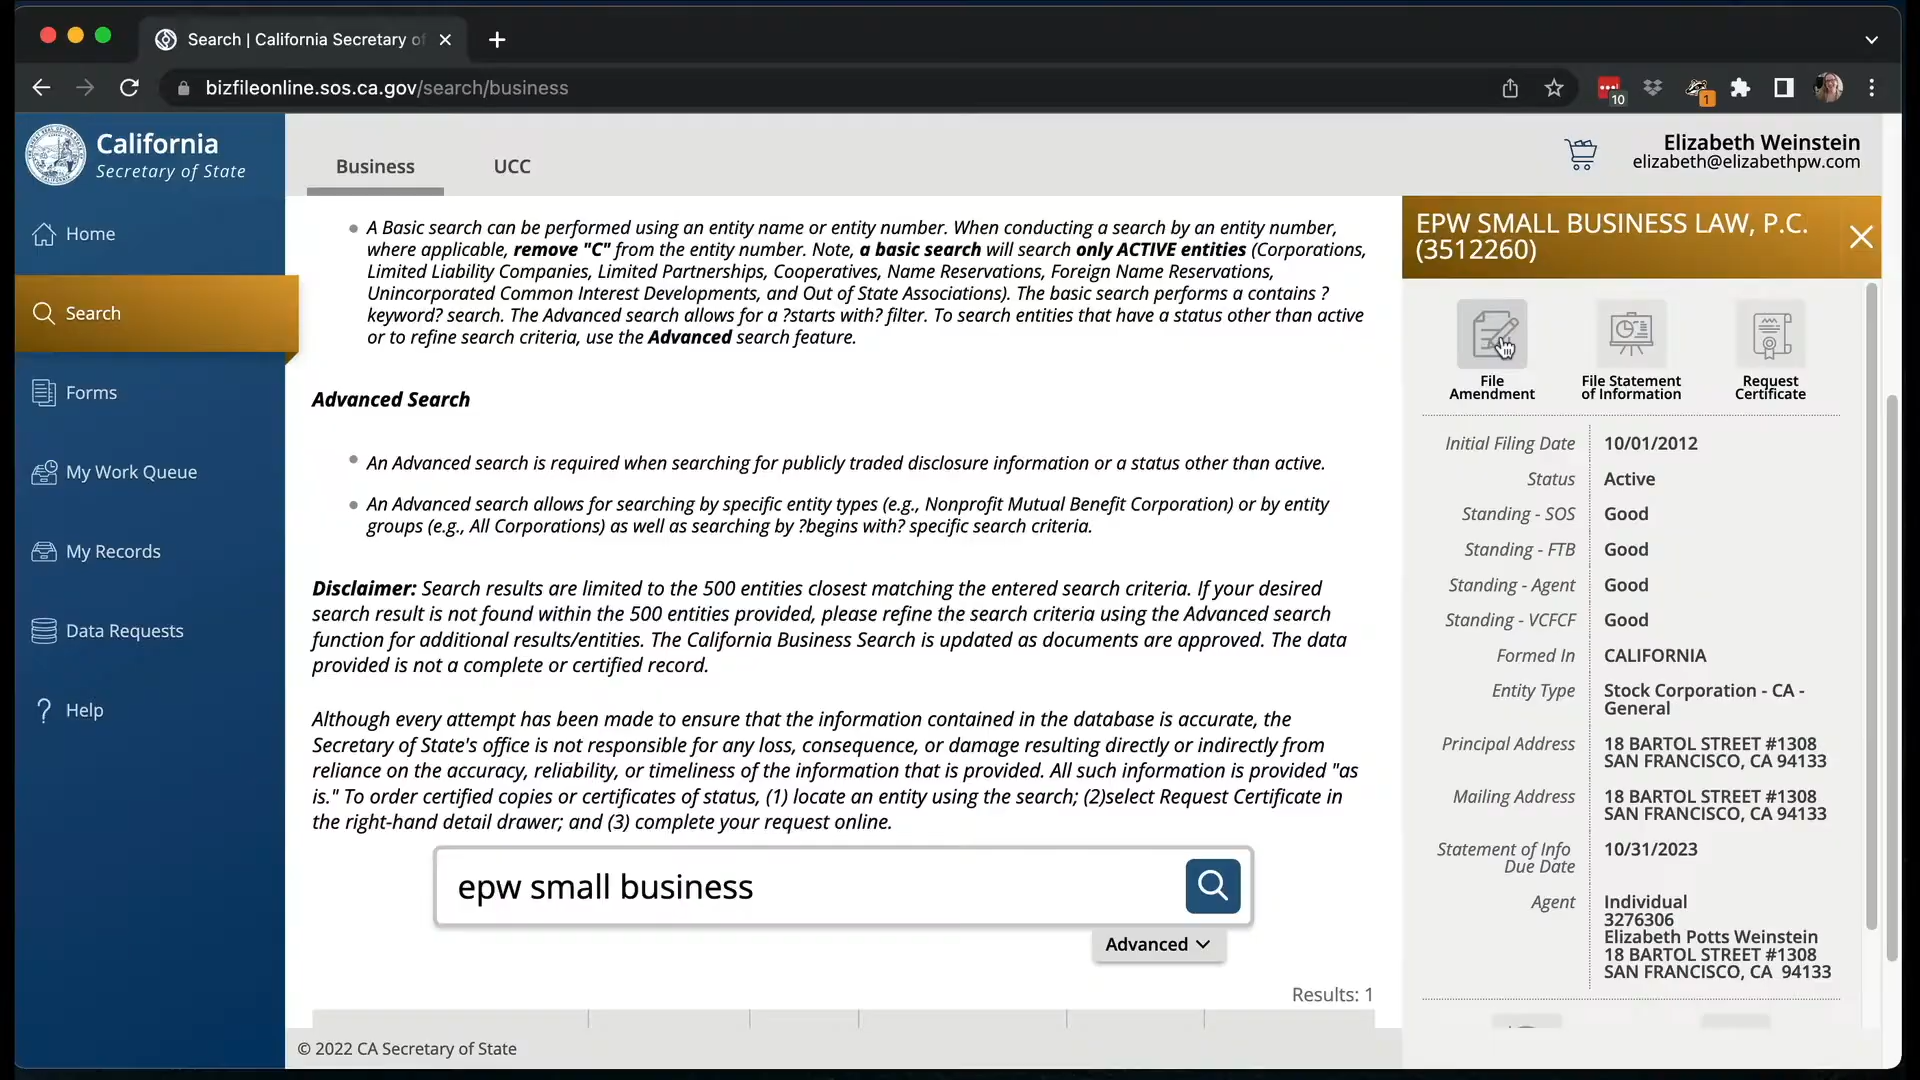 Search | California Secretary of
bizfileonline.sos.ca.gov/search/business
10
1
California
Secretary of State
Home
Search
Forms
My Work Queue
My Records
Data Requests
Help
Business
UCC
Elizabeth Weinstein
elizabeth@elizabethpw.com
A Basic search can be performed using an entity name or entity number. When conducting a search by an entity number,
where applicable, remove "C" from the entity number. Note, a basic search will search only ACTIVE entities (Corporations,
Limited Liability Companies, Limited Partnerships, Cooperatives, Name Reservations, Foreign Name Reservations,
Unincorporated Common Interest Developments, and Out of State Associations). The basic search performs a contains ?
keyword? search. The Advanced search allows for a ?starts with? filter. To search entities that have a status other than active
or to refine search criteria, use the Advanced search feature.
Advanced Search
An Advanced search is required when searching for publicly traded disclosure information or a status other than active.
An Advanced search allows for searching by specific entity types (e.g., Nonprofit Mutual Benefit Corporation) or by entity
groups (e.g., All Corporations) as well as searching by ?begins with? specific search criteria.
Disclaimer: Search results are limited to the 500 entities closest matching the entered search criteria. If your desired
search result is not found within the 500 entities provided, please refine the search criteria using the Advanced search
function for additional results/entities. The California Business Search is updated as documents are approved. The data
provided is not a complete or certified record.
Although every attempt has been made to ensure that the information contained in the database is accurate, the
Secretary of State's office is not responsible for any loss, consequence, or damage resulting directly or indirectly from
reliance on the accuracy, reliability, or timeliness of the information that is provided. All such information is provided "as
is." To order certified copies or certificates of status, (1) locate an entity using the search; (2)select Request Certificate in
the right-hand detail drawer; and (3) complete your request online.
epw small business
Advanced
Results: 1
© 2022 CA Secretary of State
EPW SMALL BUSINESS LAW, P.C.
(3512260)
File
Amendment
File Statement
of Information
Request
Certificate
Initial Filing Date 10/01/2012
Status Active
Standing - SOS Good
Standing - FTB Good
Standing - Agent Good
Standing - VCFCF Good
Formed In CALIFORNIA
Entity Type Stock Corporation - CA -
General
Principal Address 18 BARTOL STREET #1308
SAN FRANCISCO, CA 94133
Mailing Address 18 BARTOL STREET #1308
SAN FRANCISCO, CA 94133
Statement of Info 10/31/2023
Due Date
Agent Individual
3276306
Elizabeth Potts Weinstein
18 BARTOL STREET #1308
SAN FRANCISCO, CA 94133